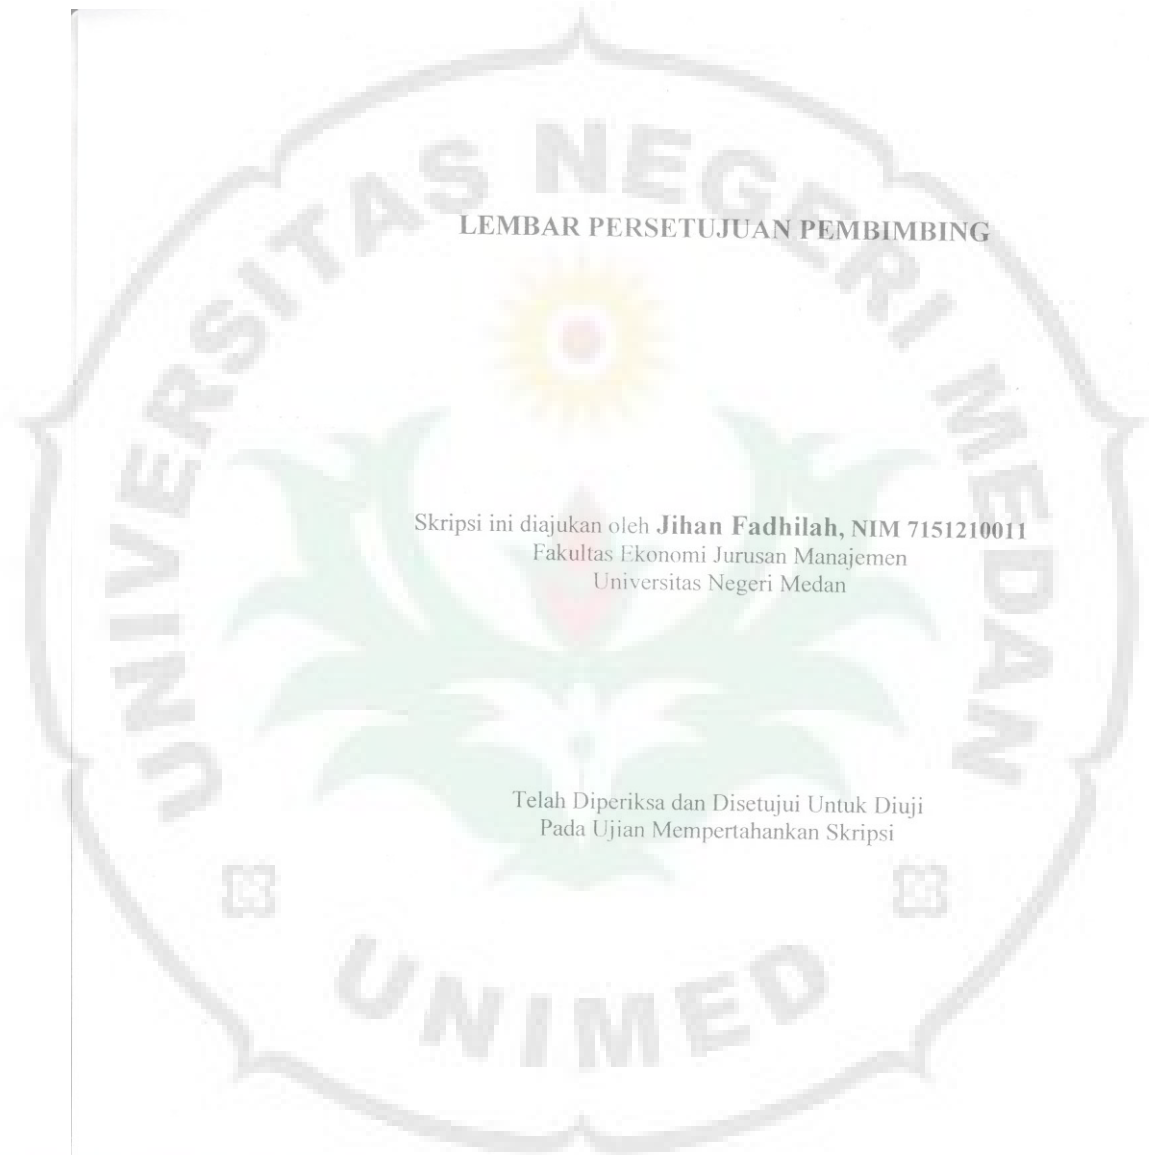 UNIVERSITAS NEGERI MEDAN
LEMBAR PERSETUJUAN PEMBIMBING
Skripsi ini diajukan oleh Jihan Fadhilah, NIM 7151210011
Fakultas Ekonomi Jurusan Manajemen
Universitas Negeri Medan
Telah Diperiksa dan Disetujui Untuk Diuji
Pada Ujian Mempertahankan Skripsi
UNIMED